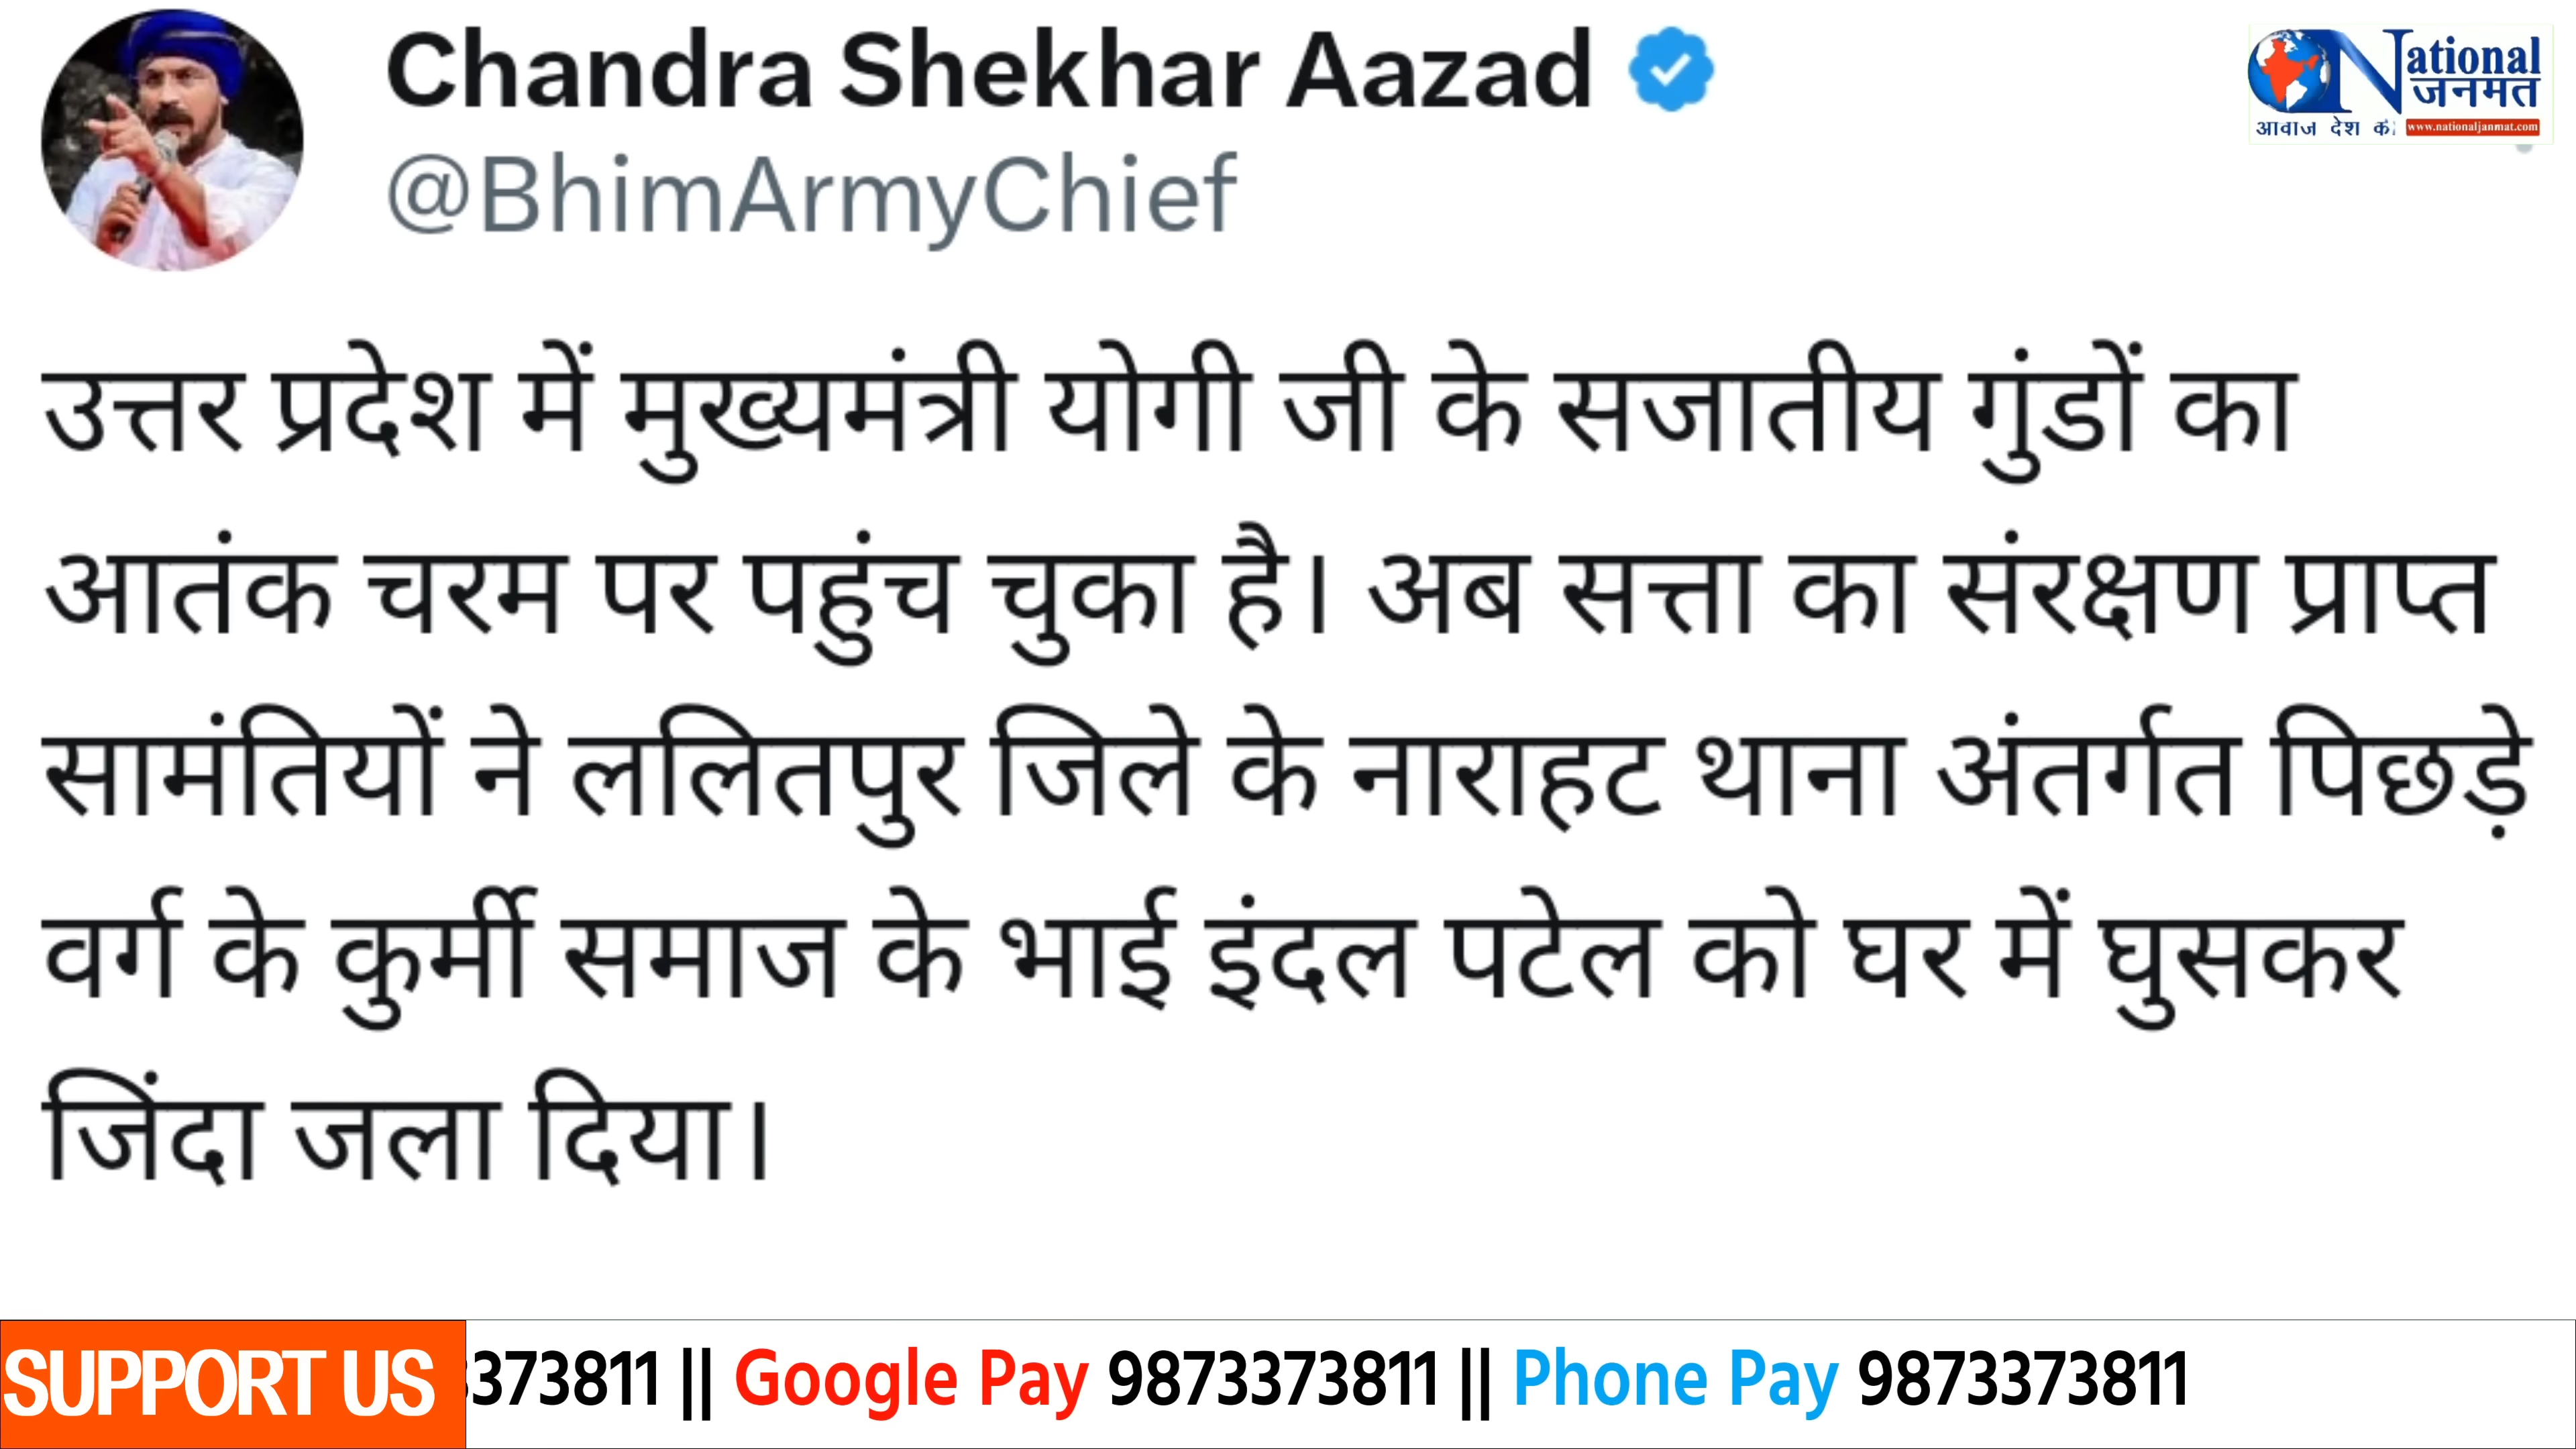 Chandra Shekhar Aazad
@BhimArmyChief
National
जनमत
आवाज देश की
www.nationaljanmat.com
उत्तर प्रदेश में मुख्यमंत्री योगी जी के सजातीय गुंडों का
आतंक चरम पर पहुंच चुका है। अब सत्ता का संरक्षण प्राप्त
सामंतियों ने ललितपुर जिले के नाराहट थाना अंतर्गत पिछड़े
वर्ग के कुर्मी समाज के भाई इंदल पटेल को घर में घुसकर
जिंदा जला दिया।
SUPPORT US 373811 || Google Pay 9873373811 || Phone Pay 9873373811